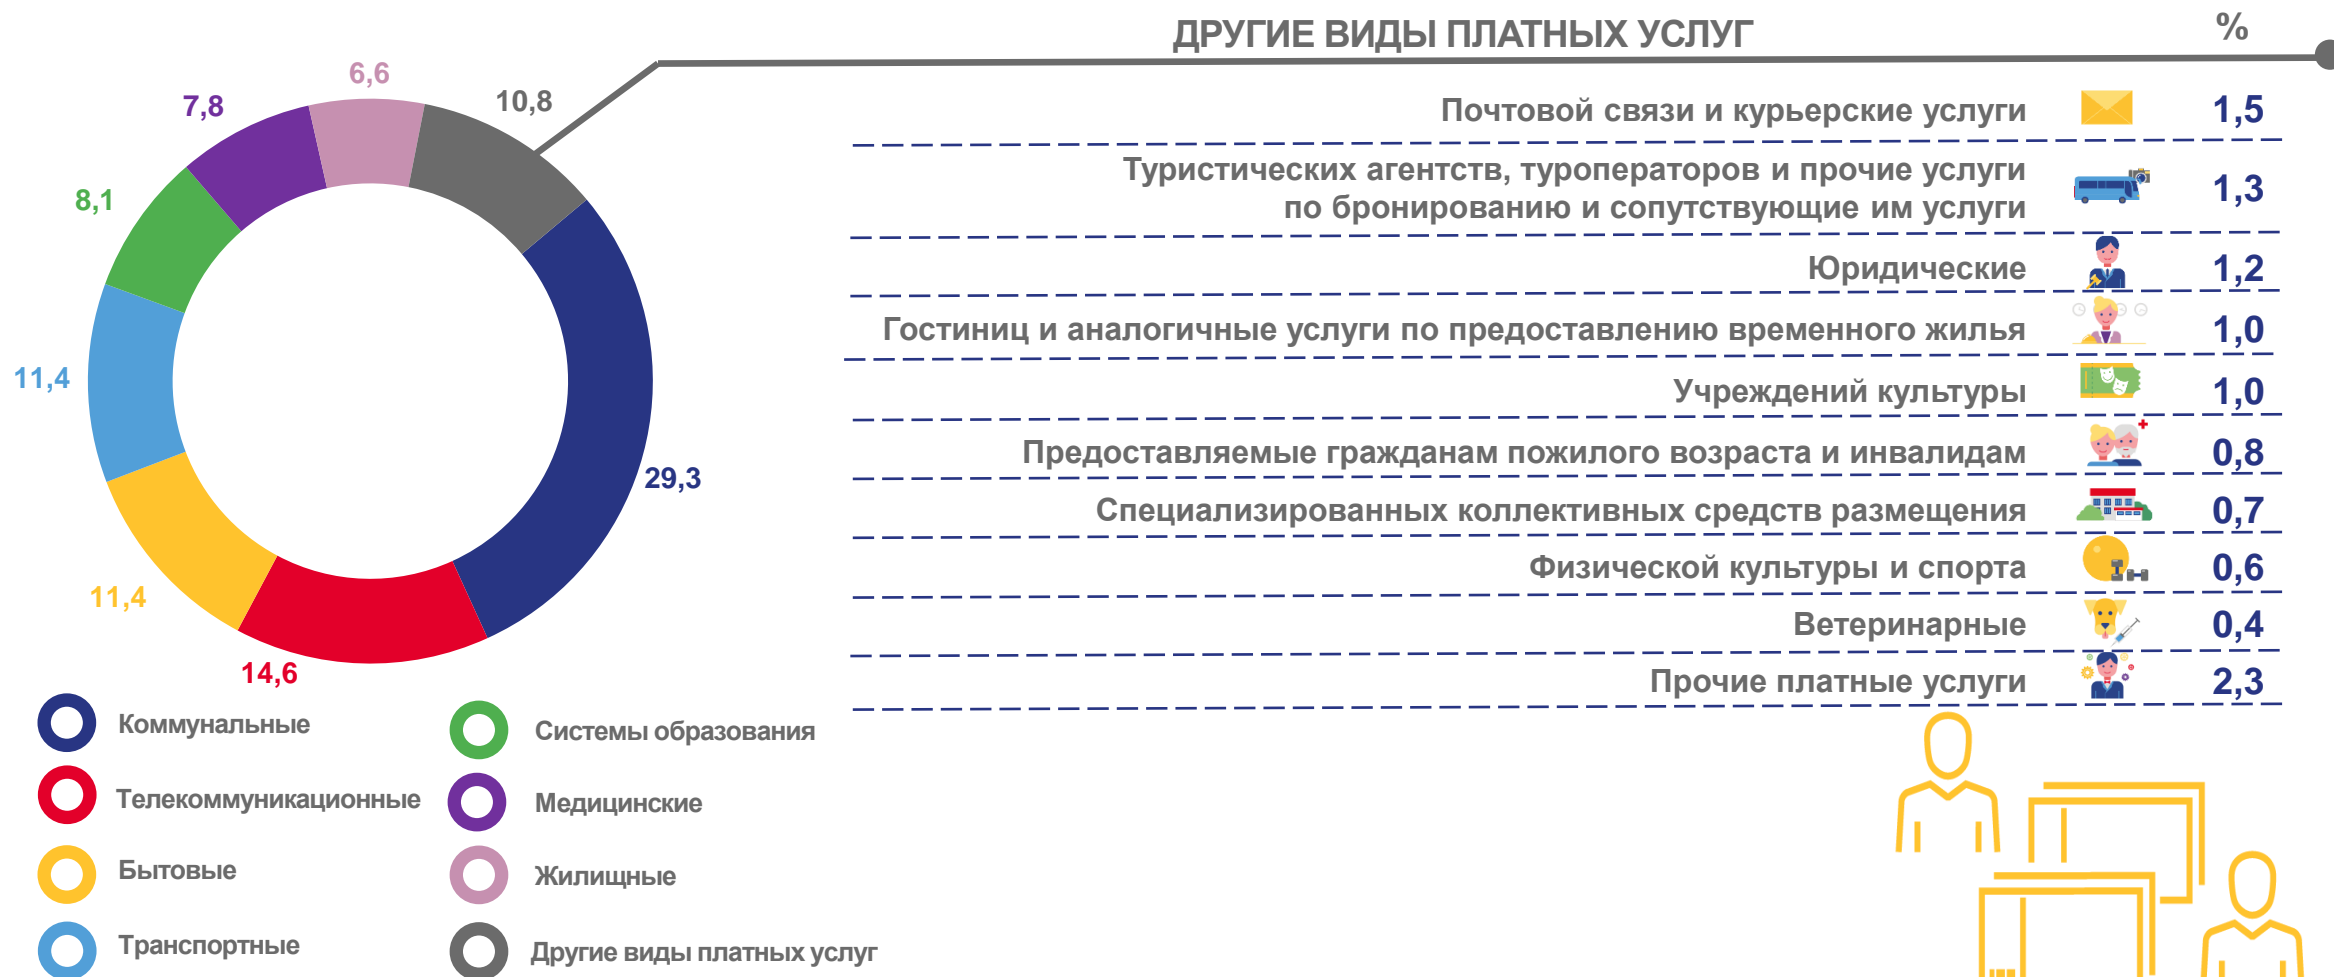 ДРУГИЕ ВИДЫ ПЛАТНЫХ УСЛУГ
%
6,6
10,8
7,8
8,1
11,4
11,4
14,6
29,3
Почтовой связи и курьерские услуги 1,5
Туристических агентств, туроператоров и прочие услуги
по бронированию и сопутствующие им услуги 1,3
Юридические 1,2
Гостиниц и аналогичные услуги по предоставлению временного жилья 1,0
Учреждений культуры 1,0
Предоставляемые гражданам пожилого возраста и инвалидам 0,8
Специализированных коллективных средств размещения 0,7
Физической культуры и спорта 0,6
Ветеринарные 0,4
Прочие платные услуги 2,3
Коммунальные
Телекоммуникационные
Бытовые
Транспортные
Системы образования
Медицинские
Жилищные
Другие виды платных услуг